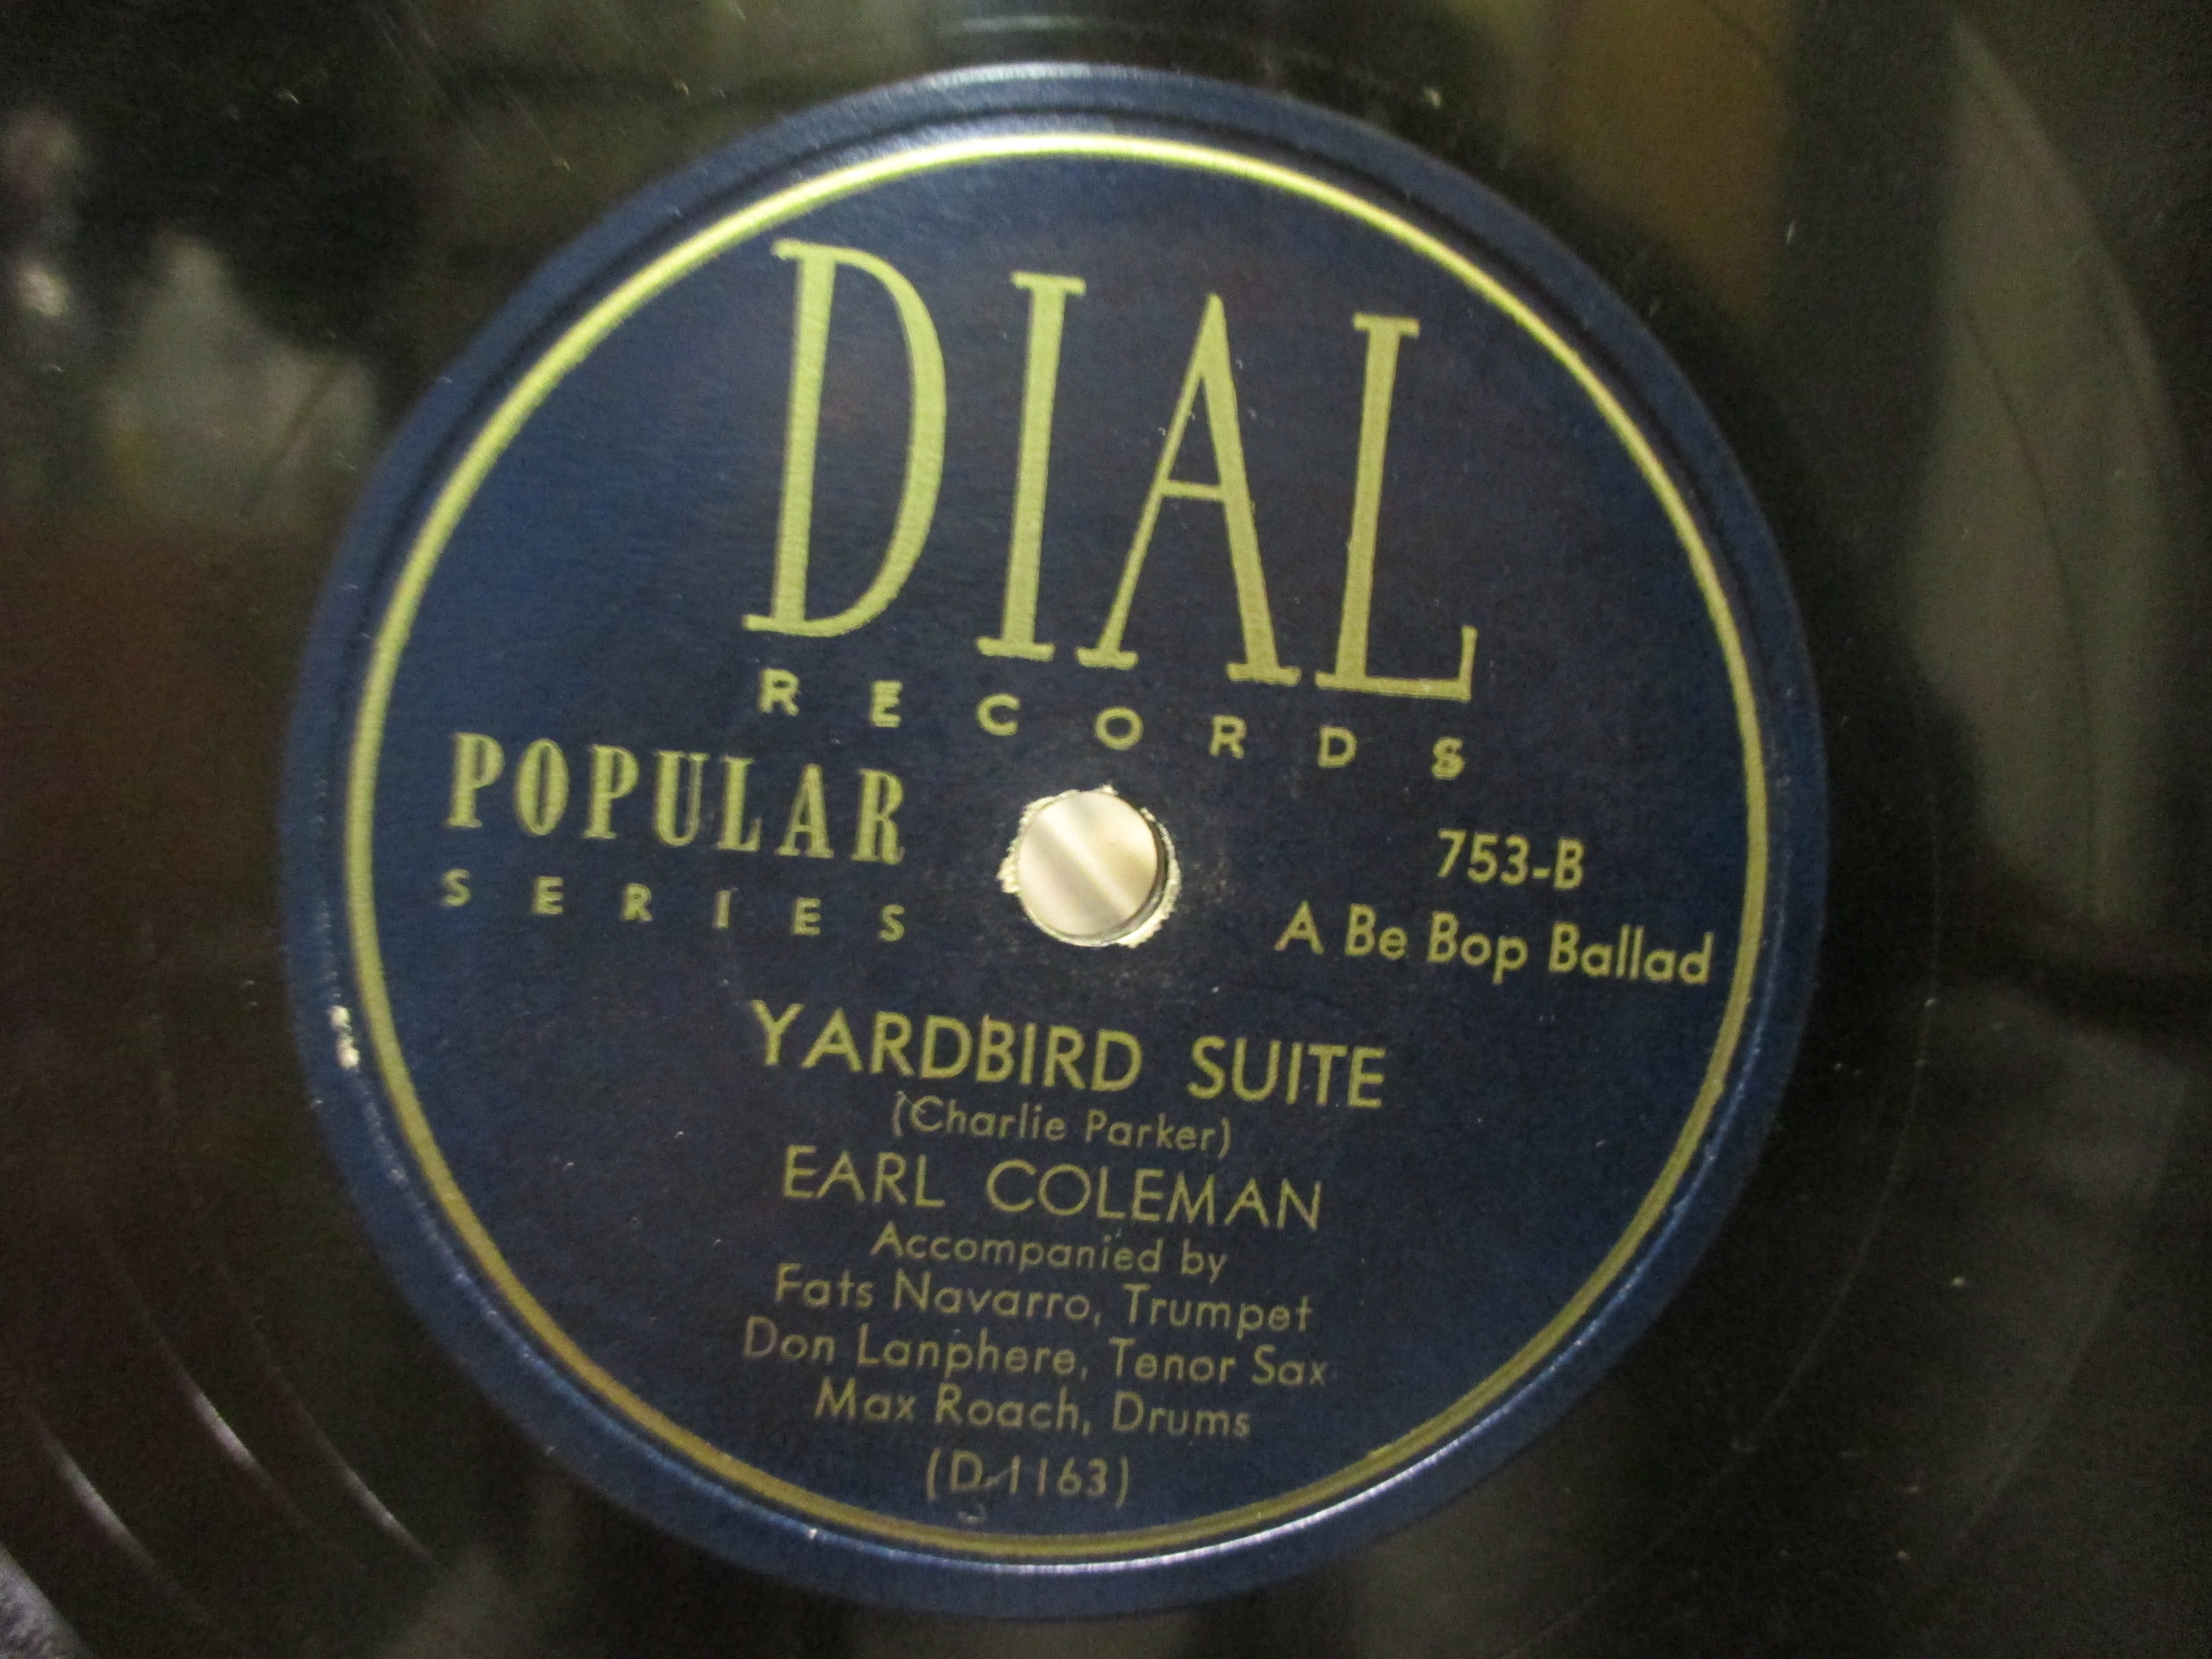 DIAL
RECORDS
POPULAR
SERIES
753-B
A Be Bop Ballad
YARDBIRD SUITE
(Charlie Parker)
EARL COLEMAN
Accompanied by
Fats Navarro, Trumpet
Don Lanphere, Tenor Sax
Max Roach, Drums
(D-1163)